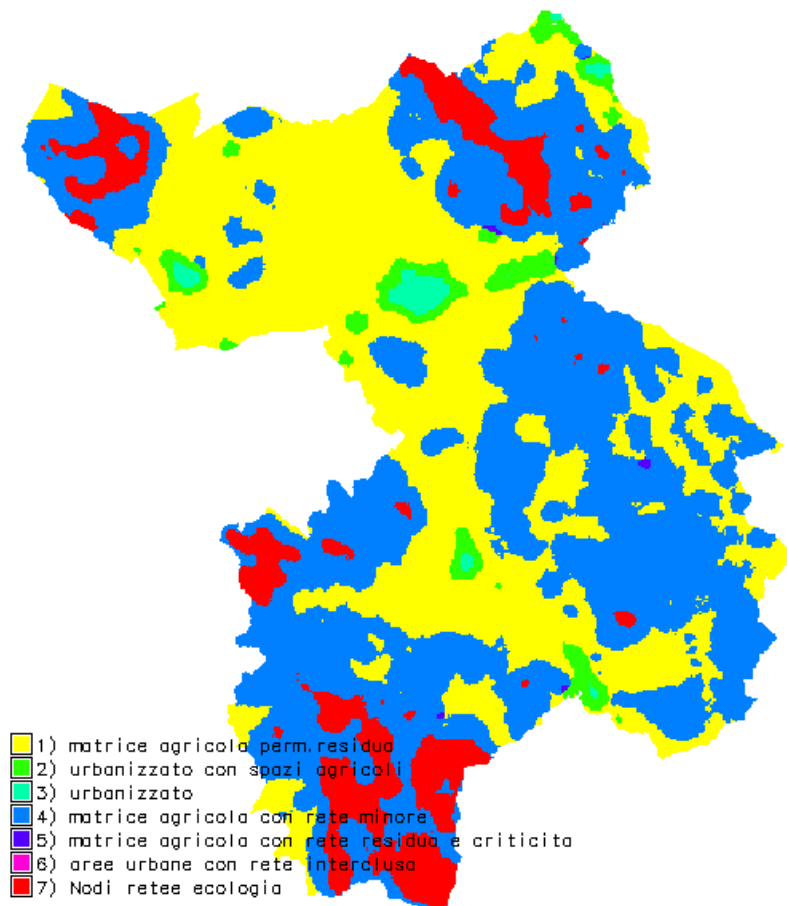 1) matrice agricola perm.residua
2) urbanizzato con spazi agricoli
3) urbanizzato
4) matrice agricola con rete minore
5) matrice agricola con rete residua e criticita
6) aree urbane con rete interclusa
7) Nodi retee ecologia